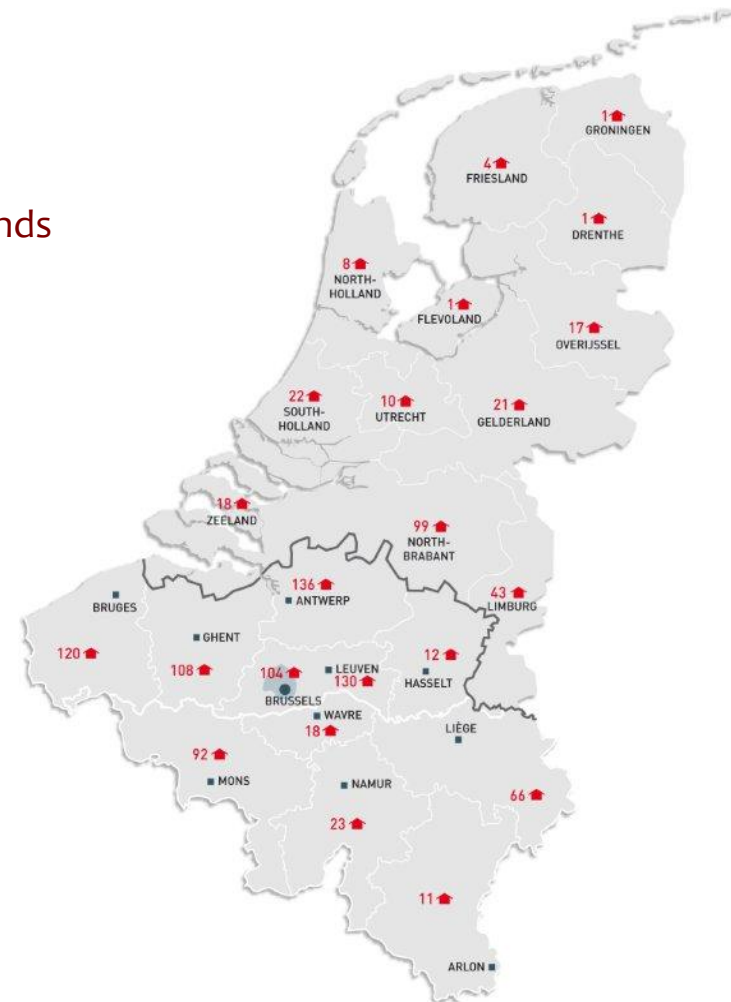 1
GRONINGEN
4
FRIESLAND
nds
1
DRENTHE
8
NORTH-
HOLLAND
1
FLEVOLAND
17
OVERIJSSEL
22
SOUTH-
HOLLAND
10
UTRECHT
21
GELDERLAND
18
ZEELAND
99
NORTH-
BRABANT
136
ANTWERP
43
LIMBURG
BRUGES
GHENT
120
108
104
BRUSSELS
LEUVEN
130
12
HASSELT
WAVRE
18
LIÈGE
92
MONS
NAMUR
66
23
11
ARLON